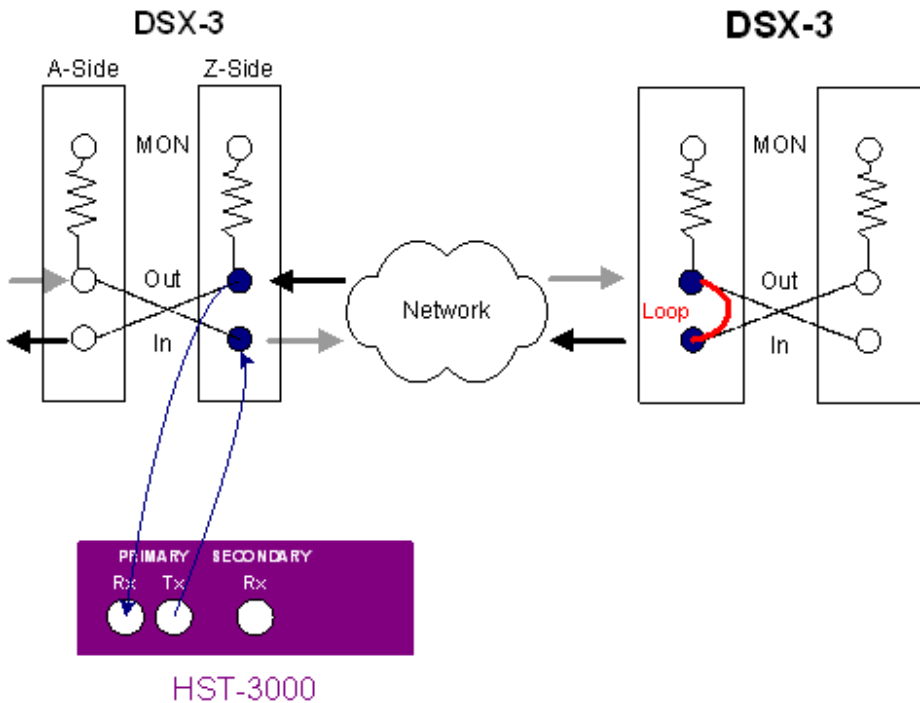 DSX-3
DSX-3
A-Side
Z-Side
MON
MON
Out
In
Network
Loop
Out
In
PRIMARY SECONDARY
Rx Tx Rx
HST-3000